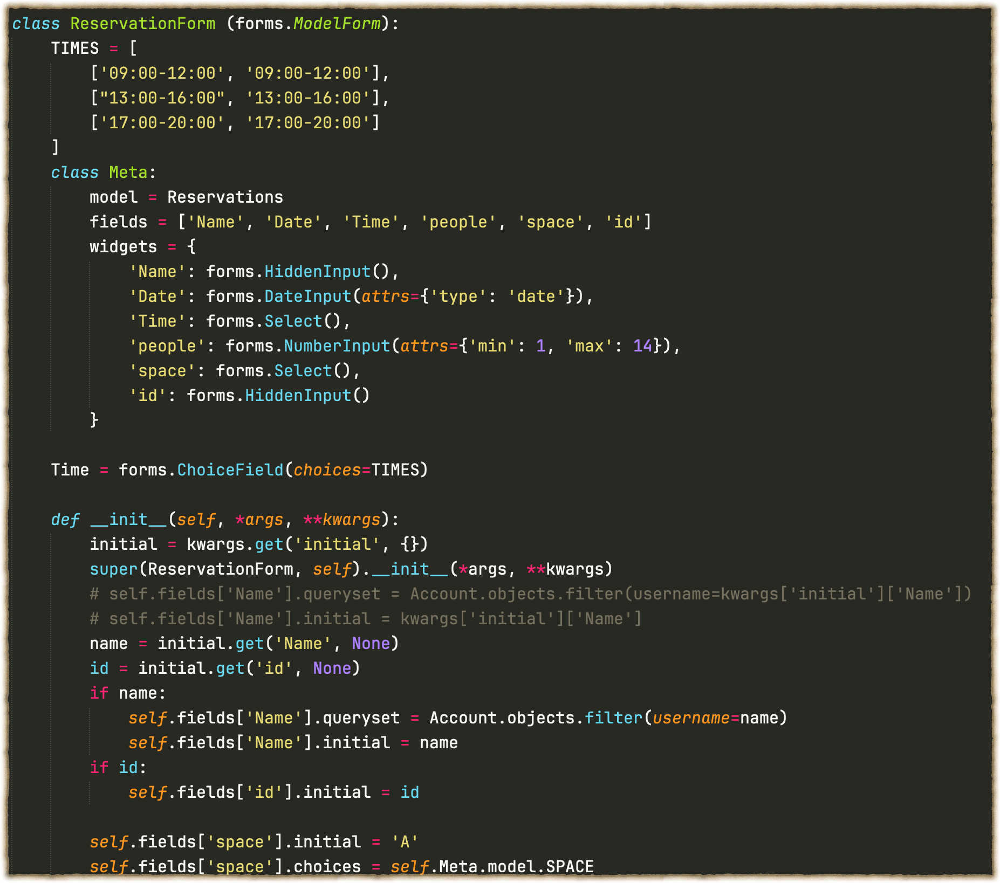 class ReservationForm (forms.ModelForm):
    TIMES = [
        ['09:00-12:00', '09:00-12:00'],
        ["13:00-16:00", '13:00-16:00'],
        ['17:00-20:00', '17:00-20:00']
    ]
    class Meta:
        model = Reservations
        fields = ['Name', 'Date', 'Time', 'people', 'space', 'id']
        widgets = {
            'Name': forms.HiddenInput(),
            'Date': forms.DateInput(attrs={'type': 'date'}),
            'Time': forms.Select(),
            'people': forms.NumberInput(attrs={'min': 1, 'max': 14}),
            'space': forms.Select(),
            'id': forms.HiddenInput()
        }

    Time = forms.ChoiceField(choices=TIMES)

    def __init__(self, *args, **kwargs):
        initial = kwargs.get('initial', {})
        super(ReservationForm, self).__init__(*args, **kwargs)
        # self.fields['Name'].queryset = Account.objects.filter(username=kwargs['initial']['Name'])
        # self.fields['Name'].initial = kwargs['initial']['Name']
        name = initial.get('Name', None)
        id = initial.get('id', None)
        if name:
            self.fields['Name'].queryset = Account.objects.filter(username=name)
            self.fields['Name'].initial = name
        if id:
            self.fields['id'].initial = id

        self.fields['space'].initial = 'A'
        self.fields['space'].choices = self.Meta.model.SPACE